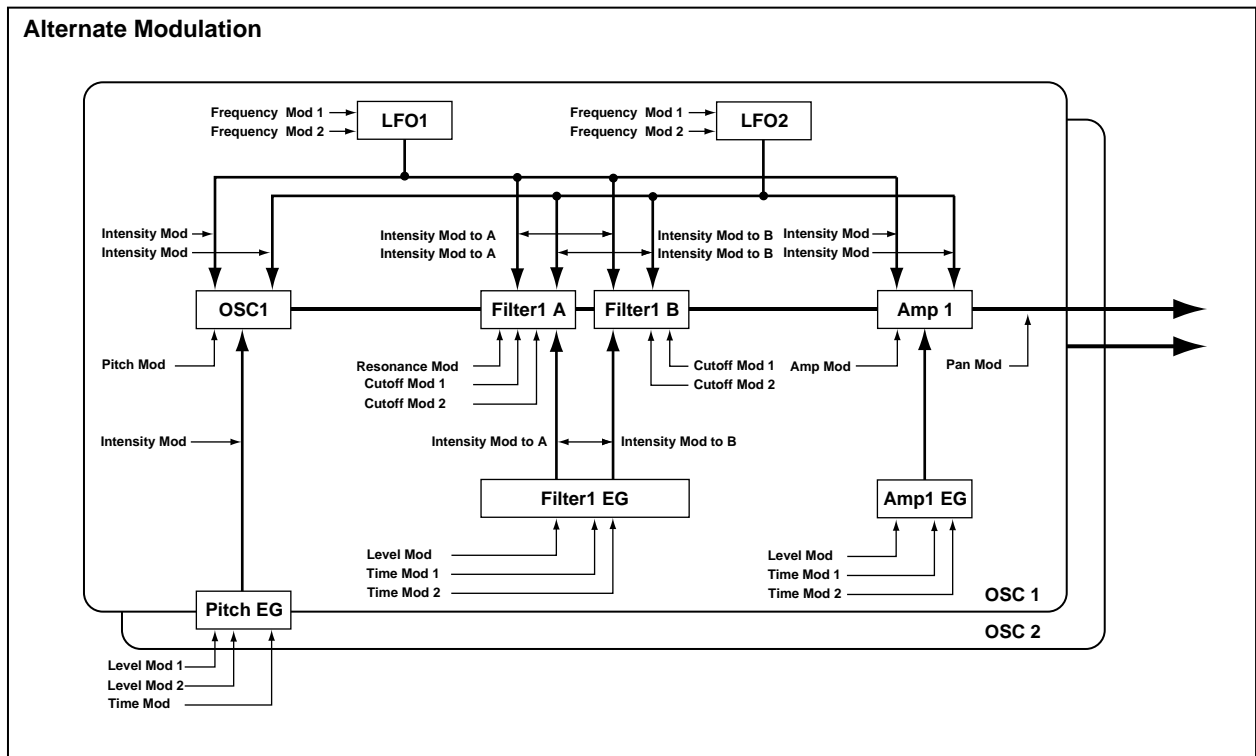 Alternate Modulation
Frequency Mod 1
LFO1
Frequency Mod 2
Frequency Mod 1
LFO2
Frequency Mod 2
Intensity Mod
Intensity Mod
Intensity Mod to A
Intensity Mod to A
Intensity Mod to B
Intensity Mod to B
Intensity Mod
Intensity Mod
OSC1
Filter1 A
Filter1 B
Amp 1
Pitch Mod
Resonance Mod
Cutoff Mod 1
Cutoff Mod 2
Cutoff Mod 1
Cutoff Mod 2
Amp Mod
Pan Mod
Intensity Mod
Intensity Mod to A
Intensity Mod to B
Filter1 EG
Amp1 EG
Level Mod
Time Mod 1
Time Mod 2
Level Mod
Time Mod 1
Time Mod 2
OSC 1
Pitch EG
OSC 2
Level Mod 1
Level Mod 2
Time Mod